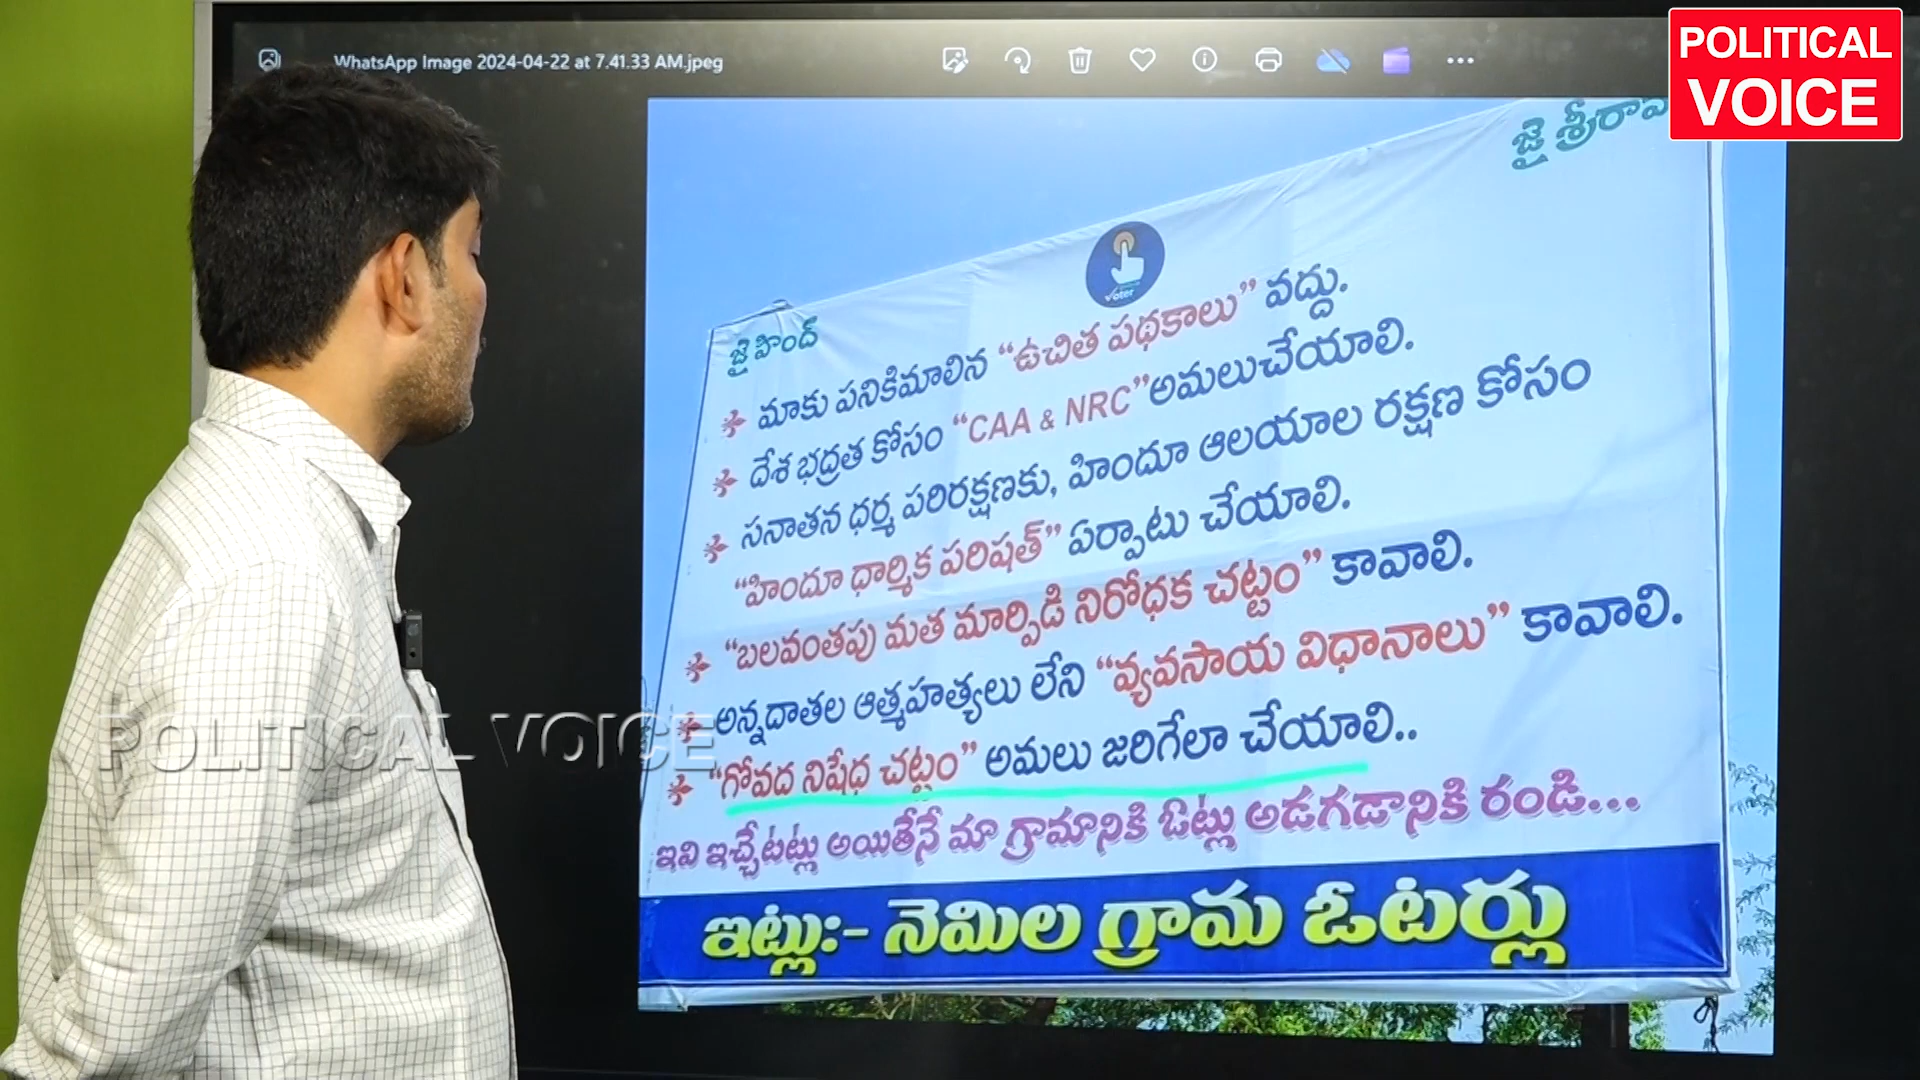 WhatsApp Image 2024-04-22 at 7.41.33 AM.jpeg
POLITICAL
VOICE
జై శ్రీరా
జై హింద్
Voter
మాకు పనికిమాలిన "ఉచిత పథకాలు" వద్దు.
దేశ భద్రత కోసం "CAA & NRC"అమలుచేయాలి.
సనాతన ధర్మ పరిరక్షణకు, హిందూ ఆలయాల రక్షణ కోసం
"హిందూ ధార్మిక పరిషత్" ఏర్పాటు చేయాలి.
"బలవంతపు మత మార్పిడి నిరోధక చట్టం" కావాలి.
అన్నదాతల ఆత్మహత్యలు లేని "వ్యవసాయ విధానాలు" కావాలి.
"గోవద నిషేధ చట్టం" అమలు జరిగేలా చేయాలి..
ఇవి ఇచ్చేటట్లు అయితేనే మా గ్రామానికి ఓట్లు అడగడానికి రండి...
ఇట్లు:- నెమిల గ్రామ ఓటర్లు
POLITICAL VOICE